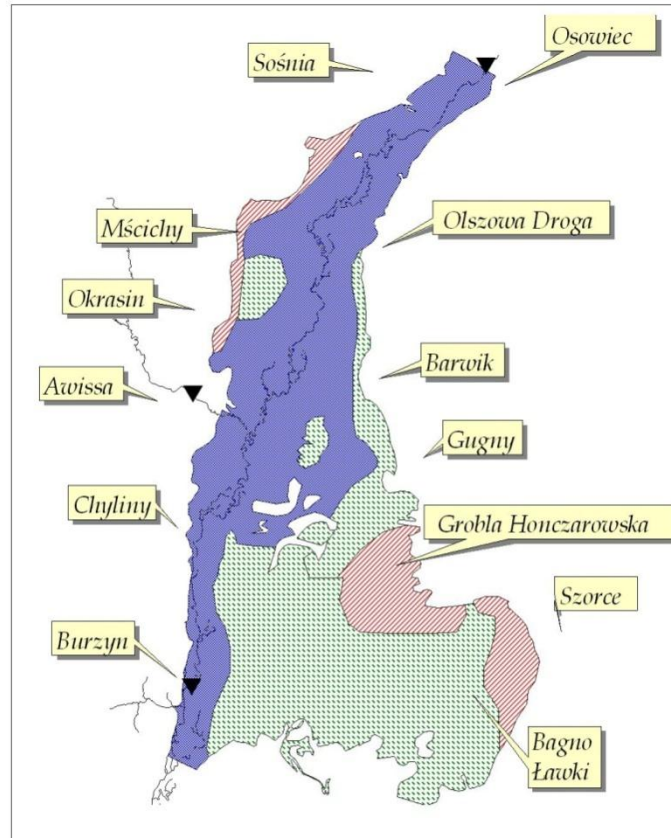 Osowiec
Sośnia
Olszowa Droga
Mścichy
Okrasin
Barwik
Awissa
Gugny
Chyliny
Grobla Honczarowska
Szorce
Burzyn
Bagno
Ławki